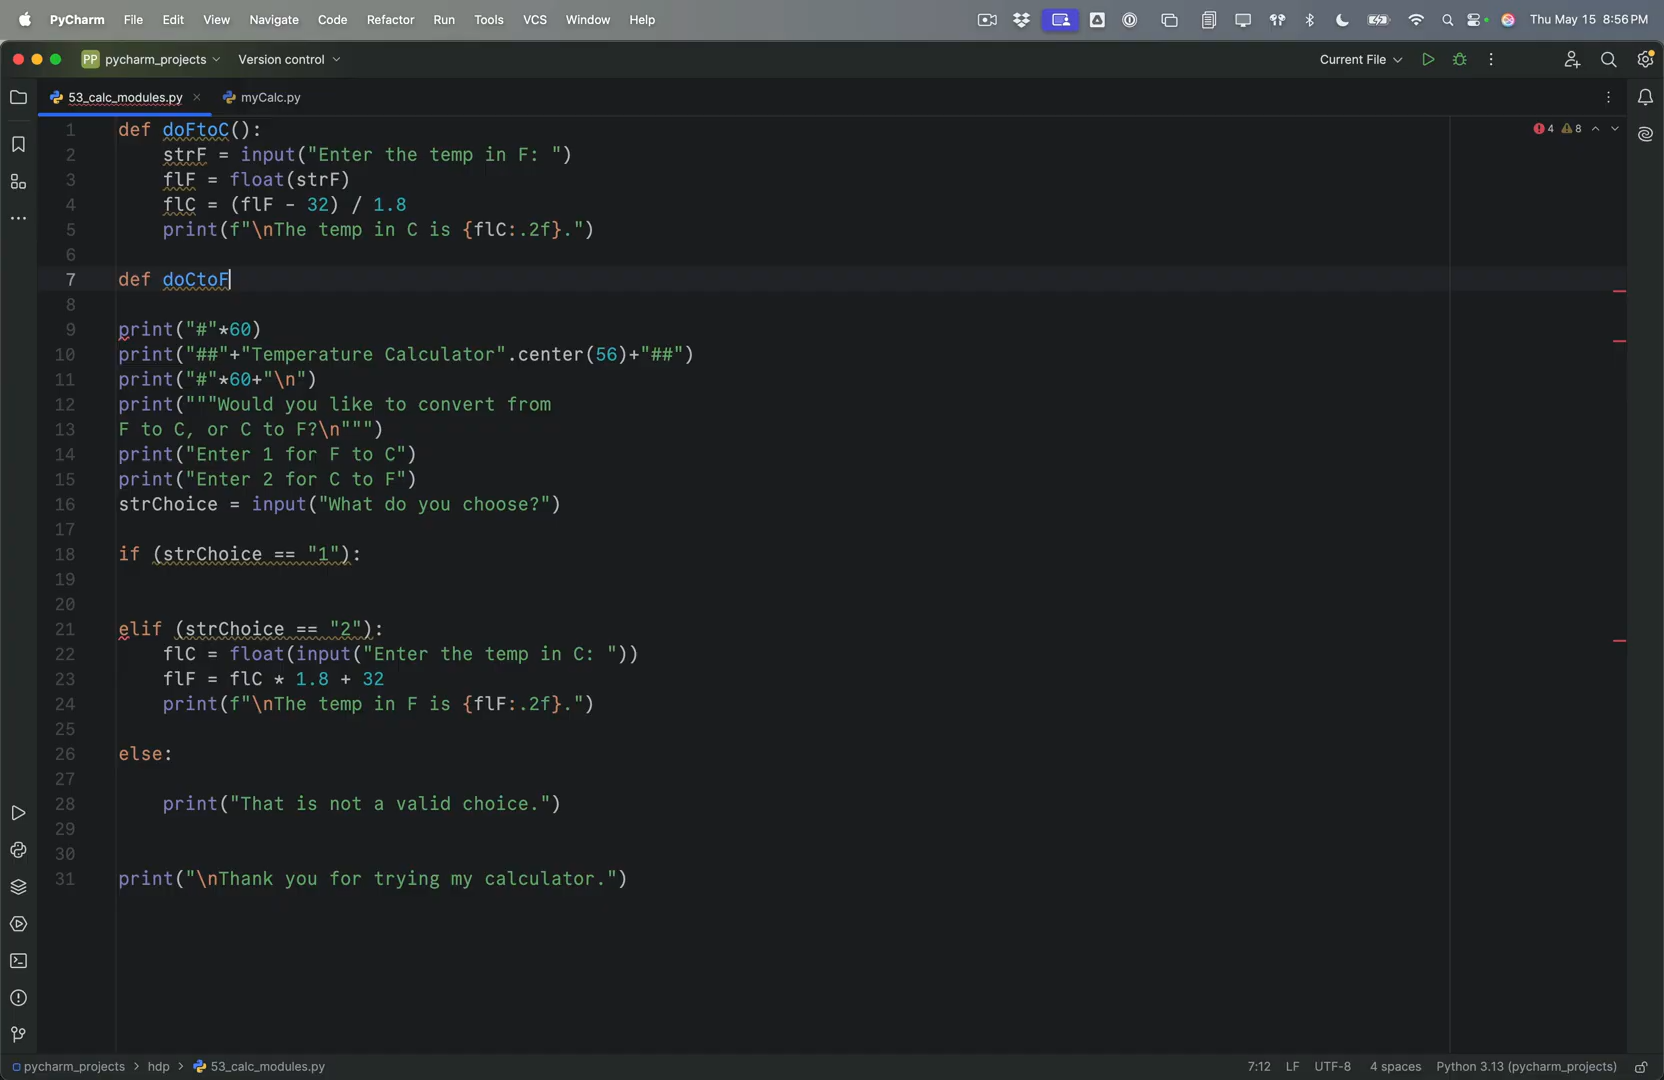 PyCharm File Edit View Navigate Code Refactor Run Tools VCS Window Help Thu May 15 8:56 PM
PP pycharm_projects Version control Current File
53_calc_modules.py myCalc.py
1 def doFtoC(): 4 8
2 strF = input("Enter the temp in F: ")
3 flF = float(strF)
4 flC = (flF - 32) / 1.8
5 print(f"\nThe temp in C is {flC:.2f}.")
6
7 def doCtoF
8
9 print("#"*60)
10 print("##"+"Temperature Calculator".center(56)+"##")
11 print("#"*60+"\n")
12 print("""Would you like to convert from
13 F to C, or C to F?\n""")
14 print("Enter 1 for F to C")
15 print("Enter 2 for C to F")
16 strChoice = input("What do you choose?")
17
18 if (strChoice == "1"):
19
20
21 elif (strChoice == "2"):
22 flC = float(input("Enter the temp in C: "))
23 flF = flC * 1.8 + 32
24 print(f"\nThe temp in F is {flF:.2f}.")
25
26 else:
27
28 print("That is not a valid choice.")
29
30
31 print("\nThank you for trying my calculator.")
pycharm_projects > hdp > 53_calc_modules.py 7:12 LF UTF-8 4 spaces Python 3.13 (pycharm_projects)